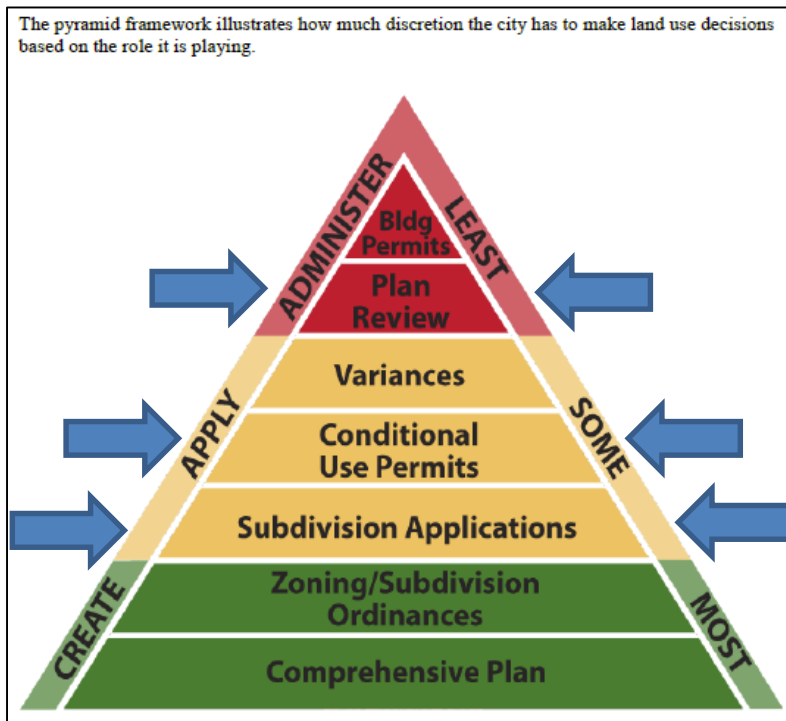 The pyramid framework illustrates how much discretion the city has to make land use decisions
based on the role it is playing.
ADMINISTER
LEAST
Bldg
Permits
Plan
Review
APPLY
SOME
Variances
Conditional
Use Permits
Subdivision Applications
CREATE
MOST
Zoning/Subdivision
Ordinances
Comprehensive Plan